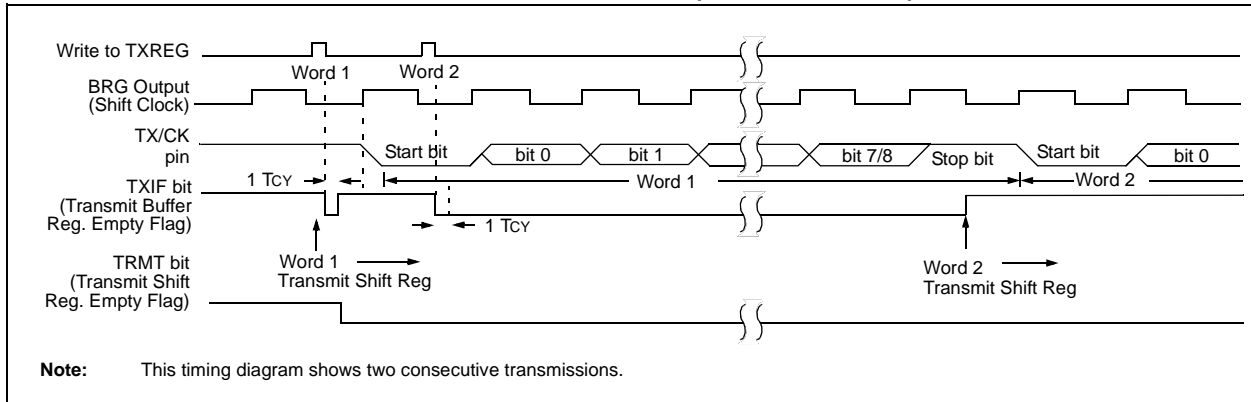 Write to TXREG
Word 1
Word 2
BRG Output
(Shift Clock)
TX/CK
pin
Start bit
bit 0
bit 1
bit 7/8
Stop bit
Start bit
bit 0
1 TCY
Word 1
Word 2
TXIF bit
(Transmit Buffer
Reg. Empty Flag)
1 TCY
Word 1
Transmit Shift Reg
Word 2
Transmit Shift Reg
TRMT bit
(Transmit Shift
Reg. Empty Flag)
Note: This timing diagram shows two consecutive transmissions.